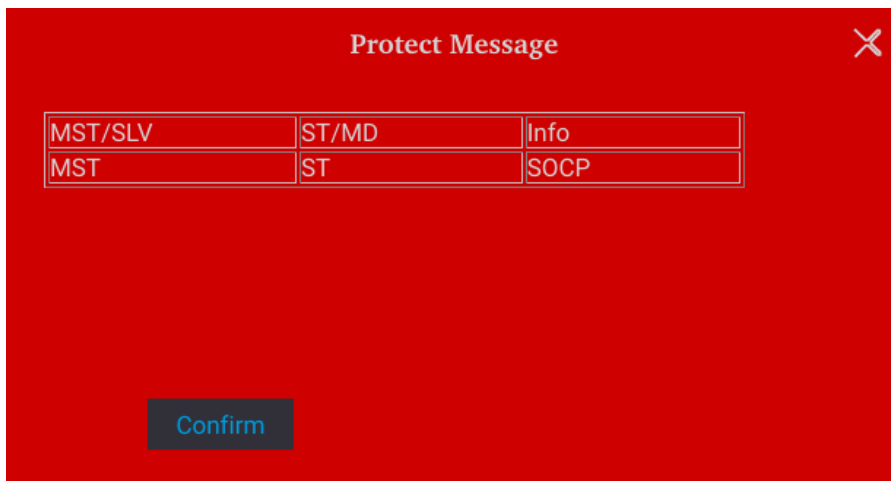 Protect Message
MST/SLV ST/MD Info
MST ST SOCP
Confirm